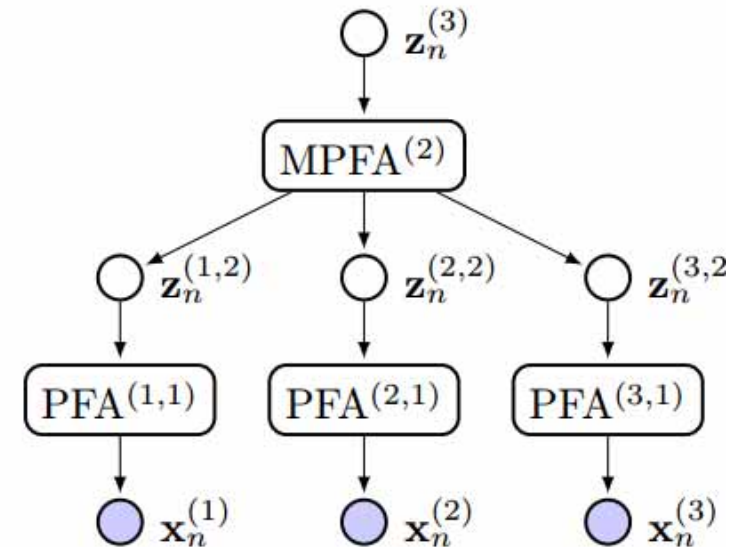 z_n^(3)
MPFA^(2)
z_n^(1,2) z_n^(2,2) z_n^(3,2
PFA^(1,1) PFA^(2,1) PFA^(3,1)
x_n^(1) x_n^(2) x_n^(3)